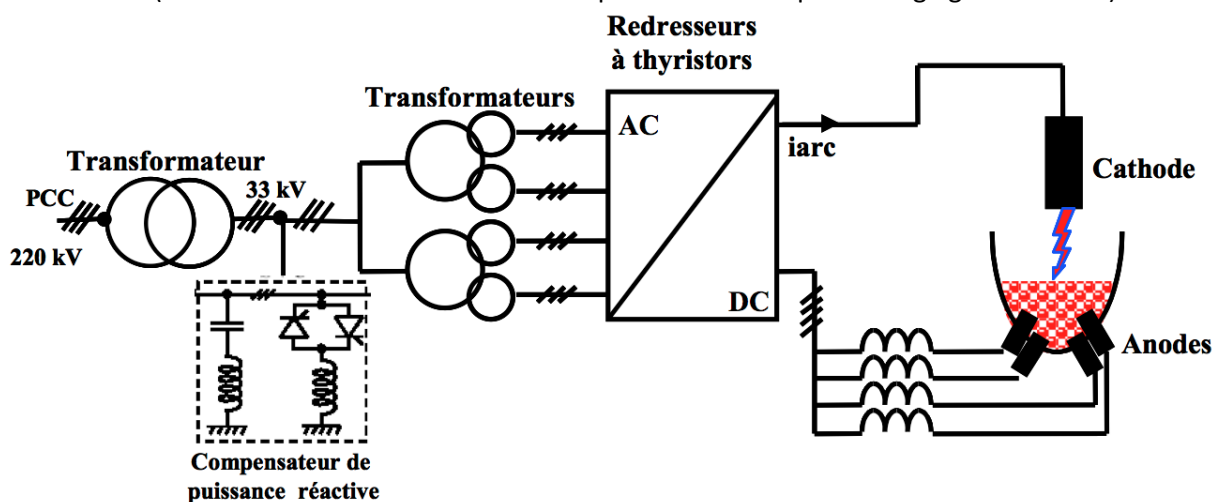 Redresseurs
à thyristors
Transformateurs
AC
Transformateur
iarc
Cathode
PCC
33 kV
220 kV
DC
Anodes
Compensateur de
puissance réactive